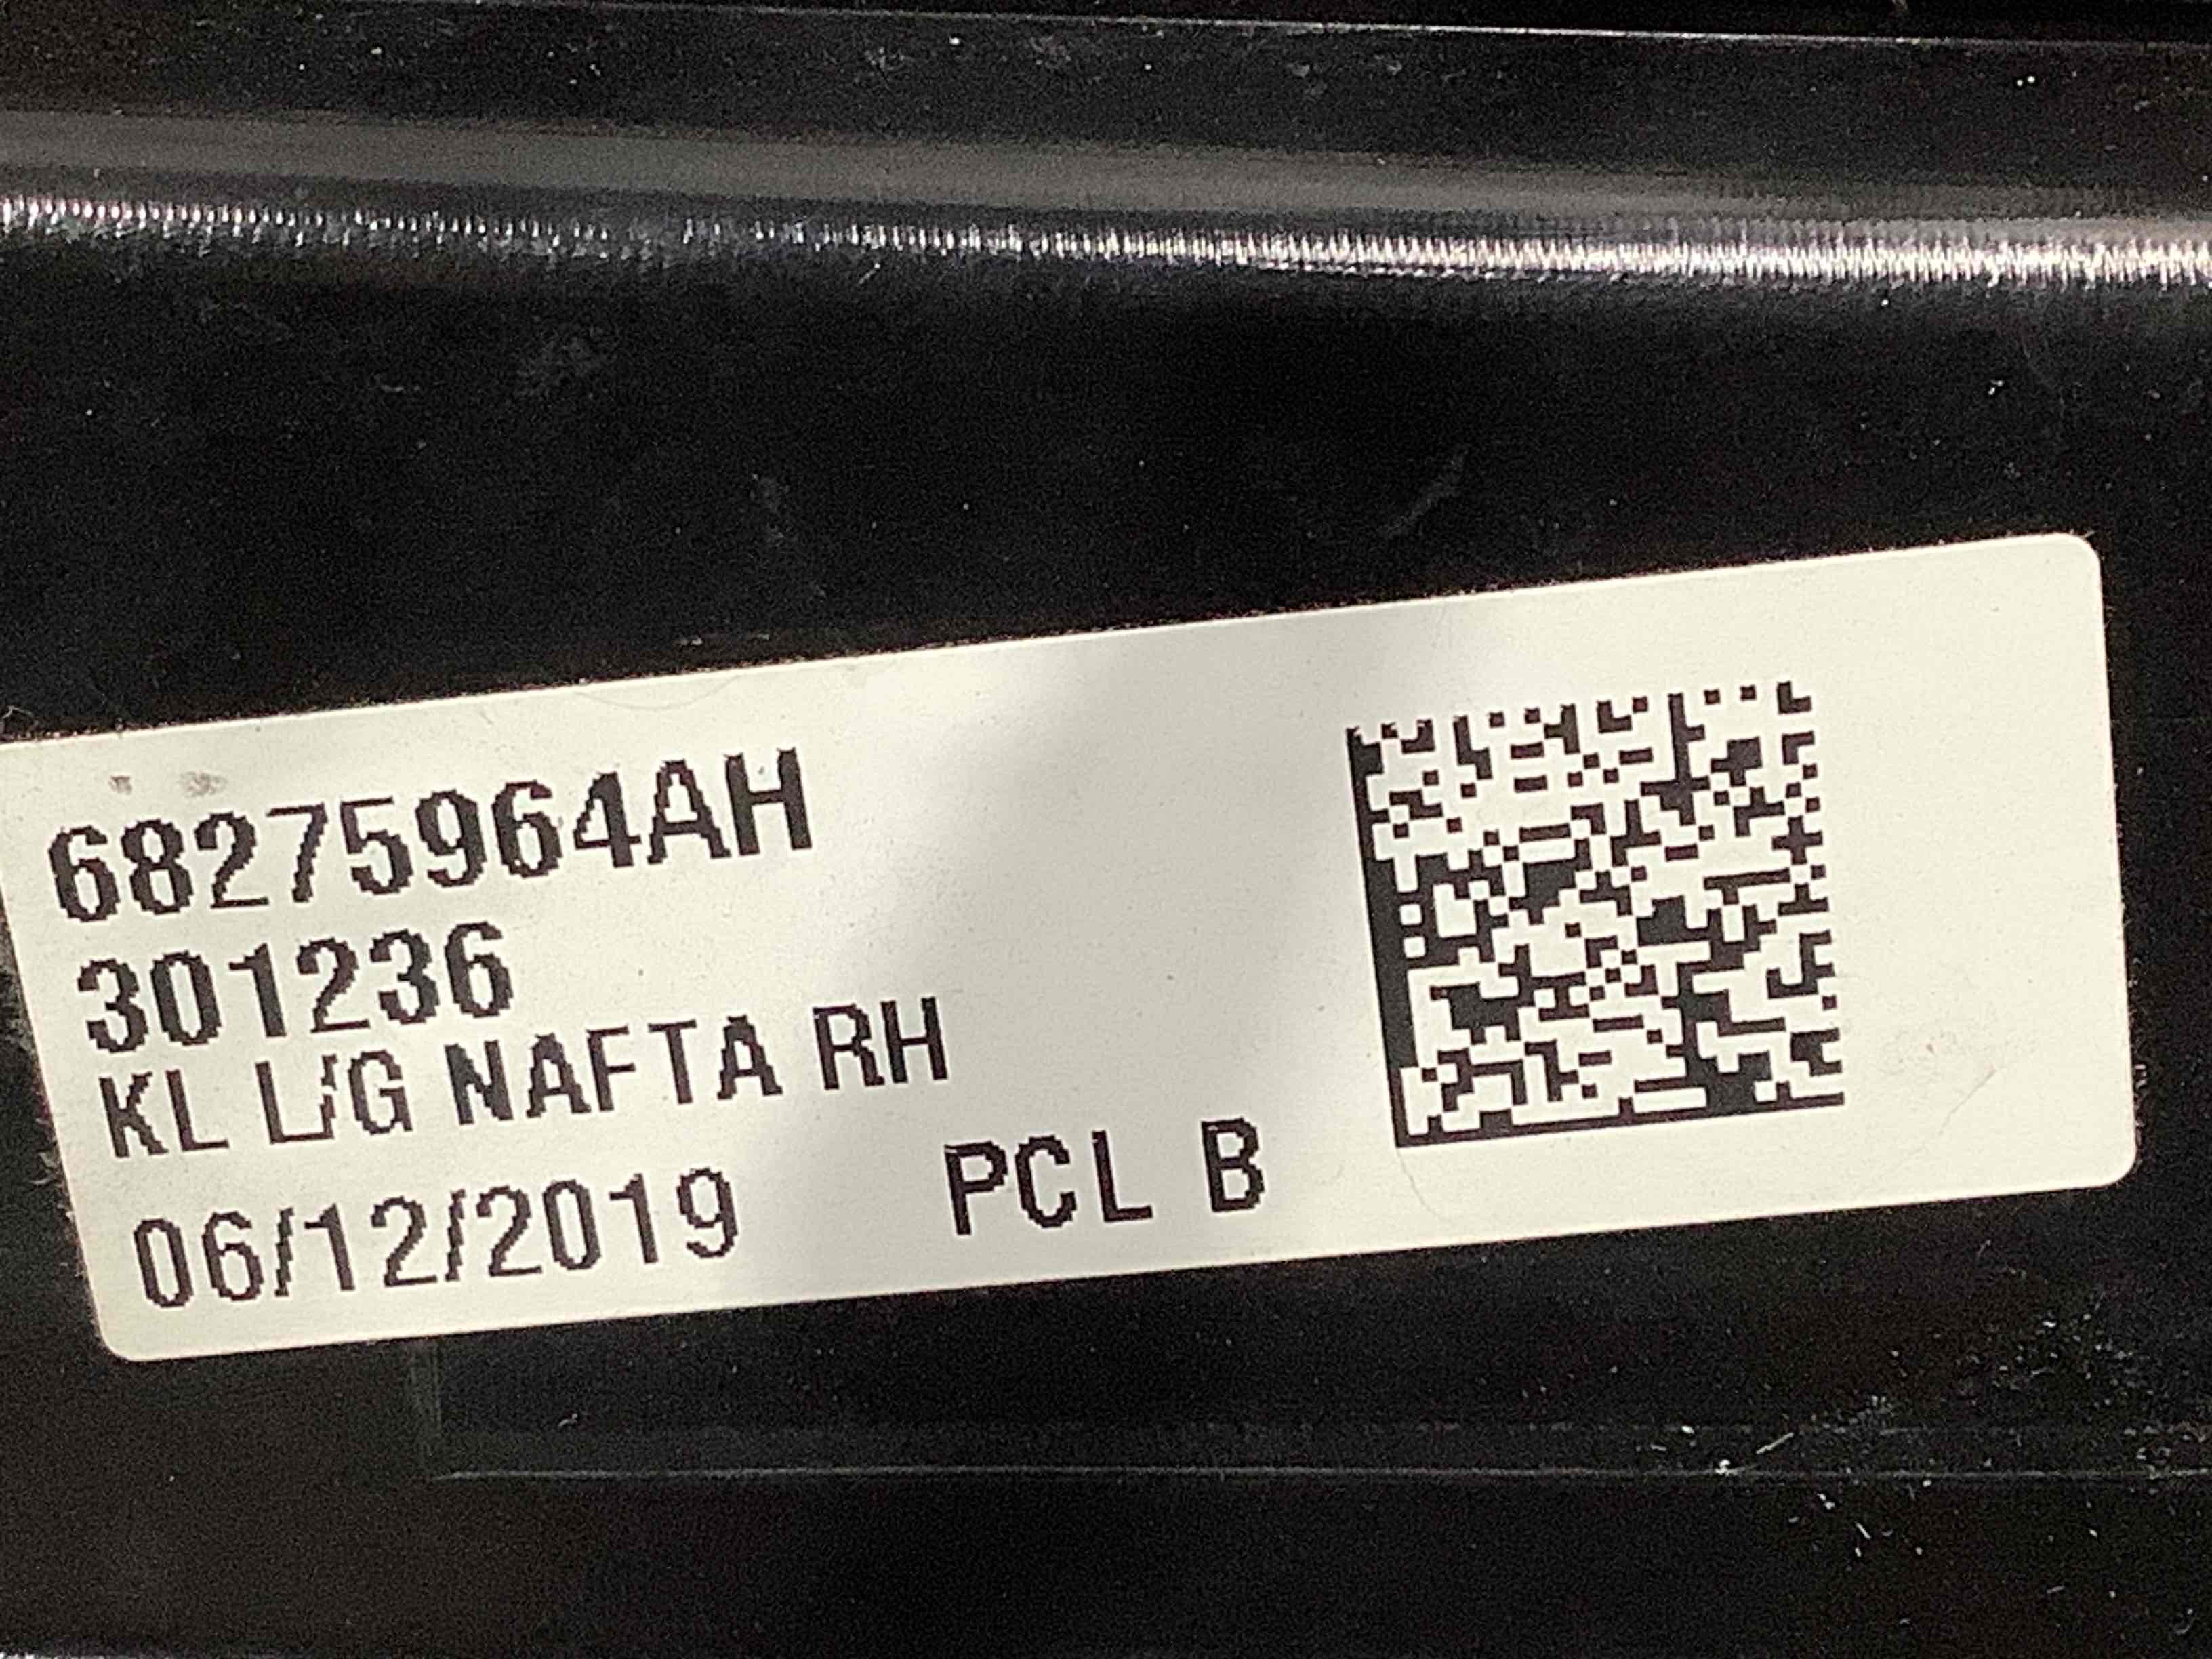 68275964AH
301236
KL L/G NAFTA RH
06/12/2019 PCL B